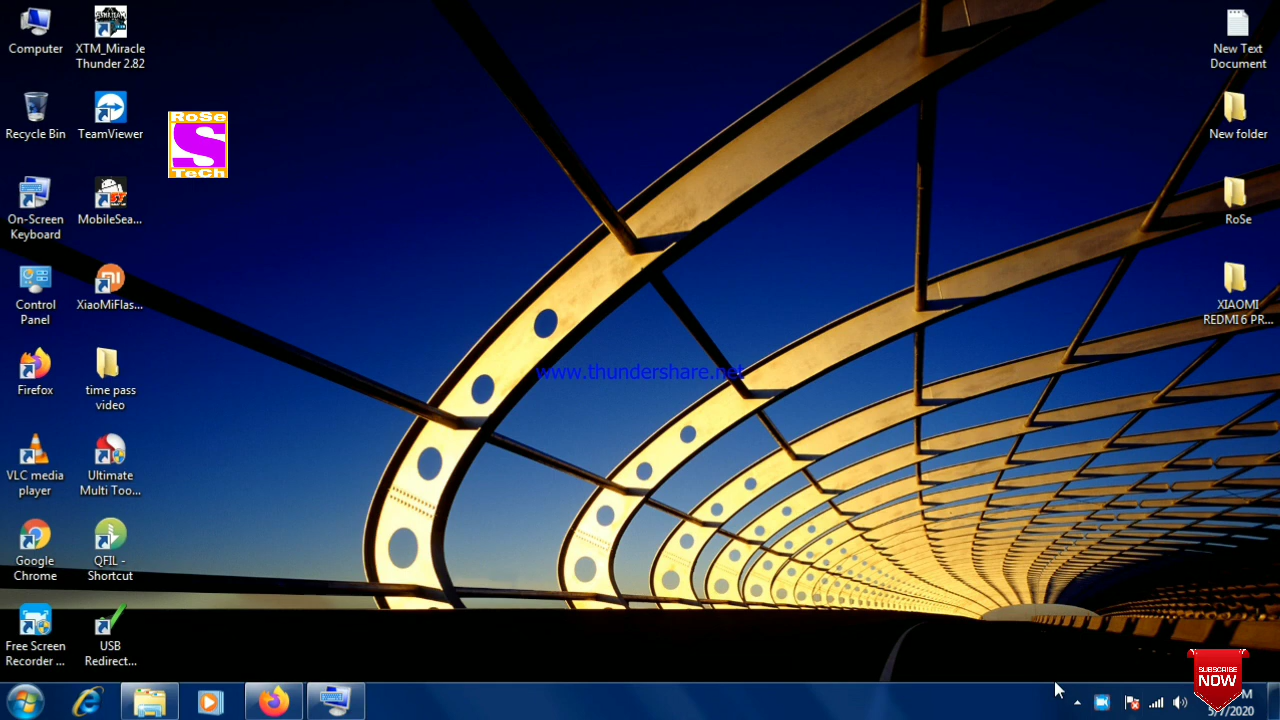 Computer
XTM_Miracle
Thunder 2.82
Recycle Bin
TeamViewer
On-Screen
Keyboard
MobileSea...
Control
Panel
XiaoMiFlas...
Firefox
time pass
video
VLC media
player
Ultimate
Multi Too...
Google
Chrome
QFIL -
Shortcut
Free Screen
Recorder ...
USB
Redirect...
RoSe
S
TeCh
www.thundershare.net
New Text
Document
New folder
RoSe
XIAOMI
REDMI 6 PR...
SUBSCRIBE
NOW
5/7/2020